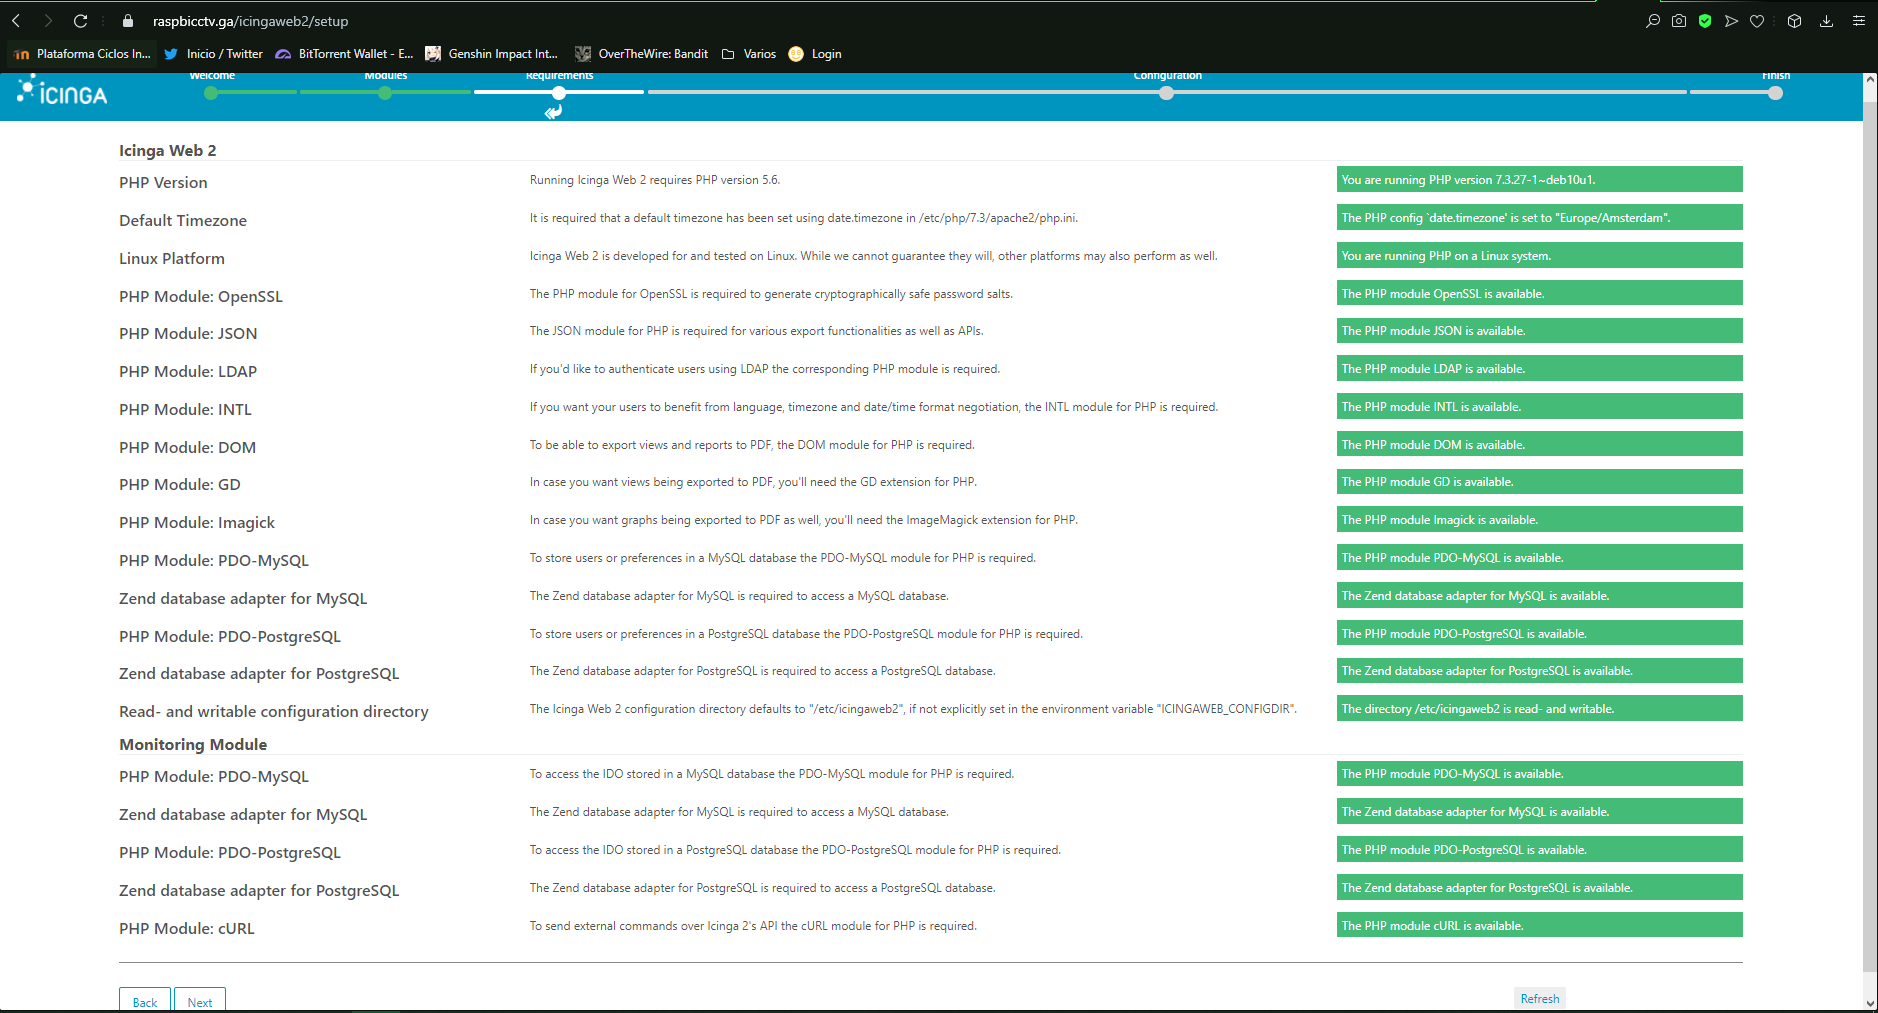 raspbicctv.ga/icingaweb2/setup
Plataforma Ciclos In... Inicio / Twitter BitTorrent Wallet - E... Genshin Impact Int... OverTheWire: Bandit Varios Login
Welcome Modules Requirements Configuration Finish
ICINGA
Icinga Web 2
PHP Version Running Icinga Web 2 requires PHP version 5.6. You are running PHP version 7.3.27-1~deb10u1.
Default Timezone It is required that a default timezone has been set using date.timezone in /etc/php/7.3/apache2/php.ini. The PHP config `date.timezone' is set to "Europe/Amsterdam".
Linux Platform Icinga Web 2 is developed for and tested on Linux. While we cannot guarantee they will, other platforms may also perform as well. You are running PHP on a Linux system.
PHP Module: OpenSSL The PHP module for OpenSSL is required to generate cryptographically safe password salts. The PHP module OpenSSL is available.
PHP Module: JSON The JSON module for PHP is required for various export functionalities as well as APIs. The PHP module JSON is available.
PHP Module: LDAP If you'd like to authenticate users using LDAP the corresponding PHP module is required. The PHP module LDAP is available.
PHP Module: INTL If you want your users to benefit from language, timezone and date/time format negotiation, the INTL module for PHP is required. The PHP module INTL is available.
PHP Module: DOM To be able to export views and reports to PDF, the DOM module for PHP is required. The PHP module DOM is available.
PHP Module: GD In case you want views being exported to PDF, you'll need the GD extension for PHP. The PHP module GD is available.
PHP Module: Imagick In case you want graphs being exported to PDF as well, you'll need the ImageMagick extension for PHP. The PHP module Imagick is available.
PHP Module: PDO-MySQL To store users or preferences in a MySQL database the PDO-MySQL module for PHP is required. The PHP module PDO-MySQL is available.
Zend database adapter for MySQL The Zend database adapter for MySQL is required to access a MySQL database. The Zend database adapter for MySQL is available.
PHP Module: PDO-PostgreSQL To store users or preferences in a PostgreSQL database the PDO-PostgreSQL module for PHP is required. The PHP module PDO-PostgreSQL is available.
Zend database adapter for PostgreSQL The Zend database adapter for PostgreSQL is required to access a PostgreSQL database. The Zend database adapter for PostgreSQL is available.
Read- and writable configuration directory The Icinga Web 2 configuration directory defaults to "/etc/icingaweb2", if not explicitly set in the environment variable "ICINGAWEB_CONFIGDIR". The directory /etc/icingaweb2 is read- and writable.
Monitoring Module
PHP Module: PDO-MySQL To access the IDO stored in a MySQL database the PDO-MySQL module for PHP is required. The PHP module PDO-MySQL is available.
Zend database adapter for MySQL The Zend database adapter for MySQL is required to access a MySQL database. The Zend database adapter for MySQL is available.
PHP Module: PDO-PostgreSQL To access the IDO stored in a PostgreSQL database the PDO-PostgreSQL module for PHP is required. The PHP module PDO-PostgreSQL is available.
Zend database adapter for PostgreSQL The Zend database adapter for PostgreSQL is required to access a PostgreSQL database. The Zend database adapter for PostgreSQL is available.
PHP Module: cURL To send external commands over Icinga 2's API the cURL module for PHP is required. The PHP module cURL is available.
Back Next Refresh